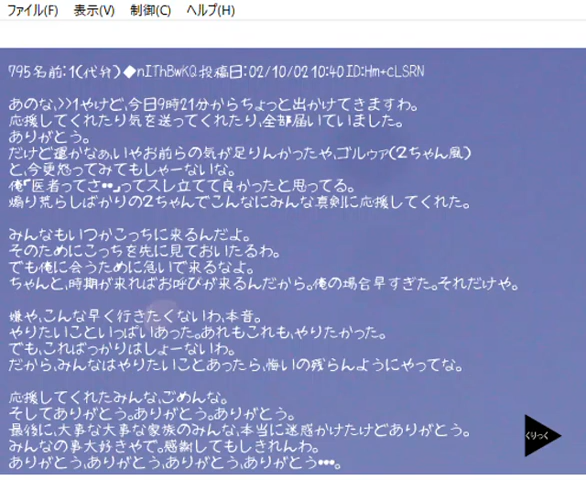 ファイル(F) 表示(V) 制御(C) ヘルプ(H)
795名前:1(代弁)◆nIThBwKQ 投稿日:02/10/02 10:40 ID:Hm+cLSRN
あのな、>>1やけど、今日9時21分からちょっと出かけてきますわ。
応援してくれたり気を送ってくれたり、全部届いていました。
ありがとう。
だけど運かなあ、いやお前らの気が足りんかったや、ゴルゥァ(2ちゃん風)
と、今更怒ってみてもしゃーないな。
俺『医者ってさ••』ってスレ立てて良かったと思ってる。
煽り荒らしばかりの2ちゃんでこんなにみんな真剣に応援してくれた。
みんなもいつかこっちに来るんだよ。
そのためにこっちを先に見ておいたるわ。
でも俺に会うために急いで来るなよ。
ちゃんと、時期が来ればお呼びが来るんだから。俺の場合早すぎた。それだけや。
嫌や、こんな早く行きたくないわ、本音。
やりたいこといっぱいあった。あれもこれも、やりたかった。
でも、こればっかりはしょーないわ。
だから、みんなはやりたいことあったら、悔いの残らんようにやってな。
応援してくれたみんな、ごめんな。
そしてありがとう。ありがとう。ありがとう。
最後に、大事な大事な家族のみんな、本当に迷惑かけたけどありがとう。
みんなの事大好きやで。感謝してもしきれんわ。
ありがとう、ありがとう、ありがとう、ありがとう•••。
くりっく